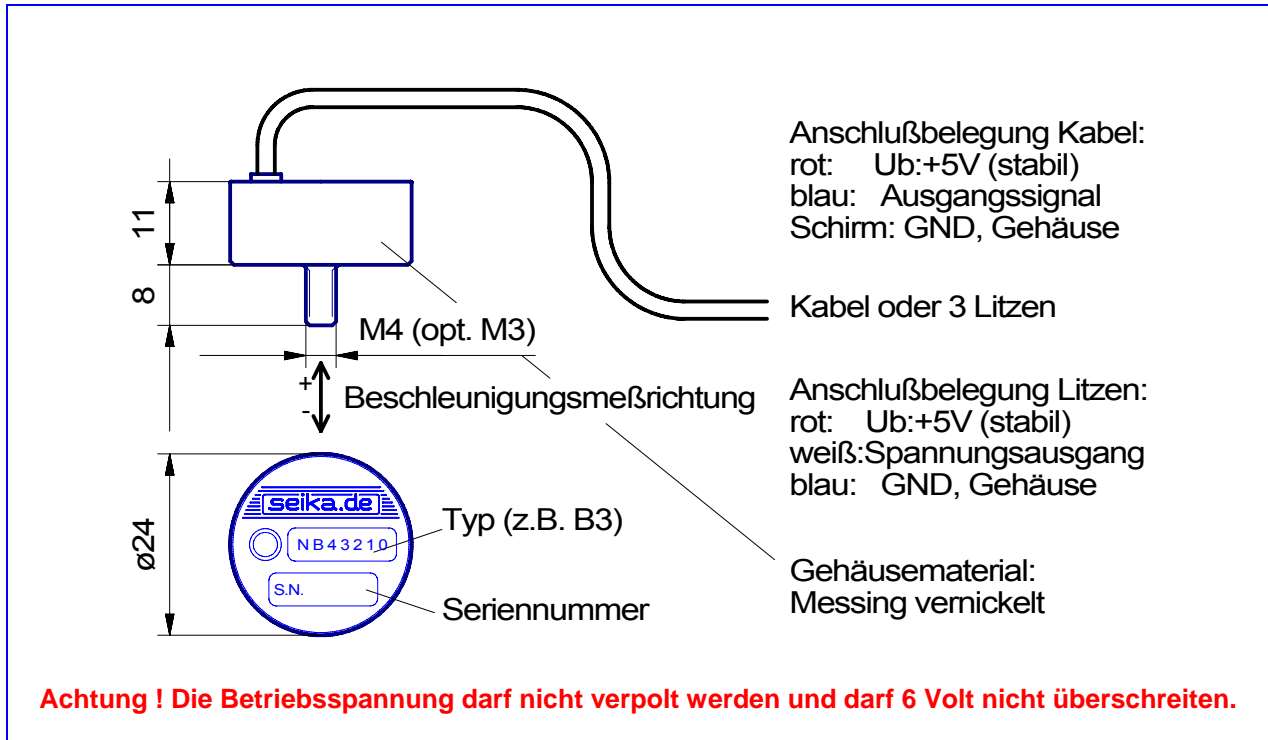 Anschlußbelegung Kabel:
rot: Ub:+5V (stabil)
blau: Ausgangssignal
Schirm: GND, Gehäuse
11
8
Kabel oder 3 Litzen
M4 (opt. M3)
+
-
Beschleunigungsmeßrichtung
Anschlußbelegung Litzen:
rot: Ub:+5V (stabil)
weiß:Spannungsausgang
blau: GND, Gehäuse
ø24
seika.de
NB43210
S.N.
Typ (z.B. B3)
Seriennummer
Gehäusematerial:
Messing vernickelt
Achtung ! Die Betriebsspannung darf nicht verpolt werden und darf 6 Volt nicht überschreiten.